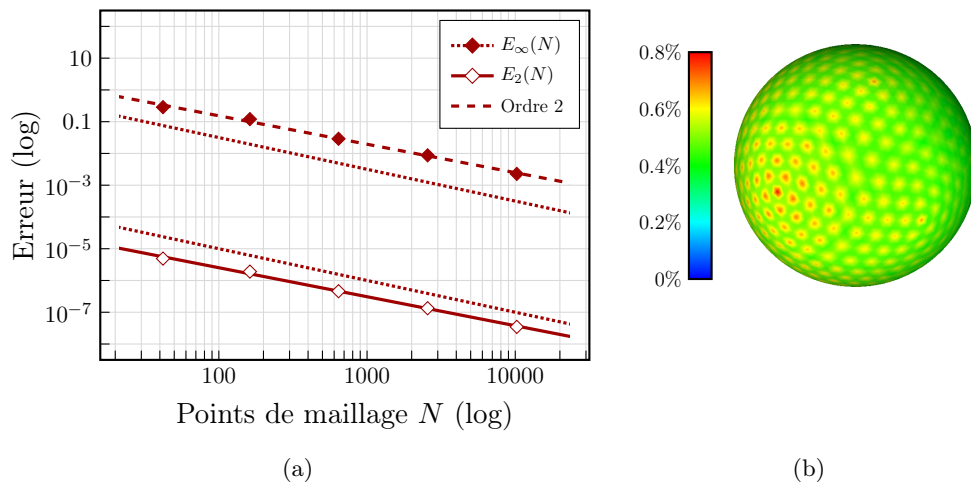 10
0.1
10⁻³
10⁻⁵
10⁻⁷
Erreur (log)
100
1000
10000
Points de maillage N (log)
E∞(N)
E₂(N)
Ordre 2
(a)
0.8%
0.6%
0.4%
0.2%
0%
(b)